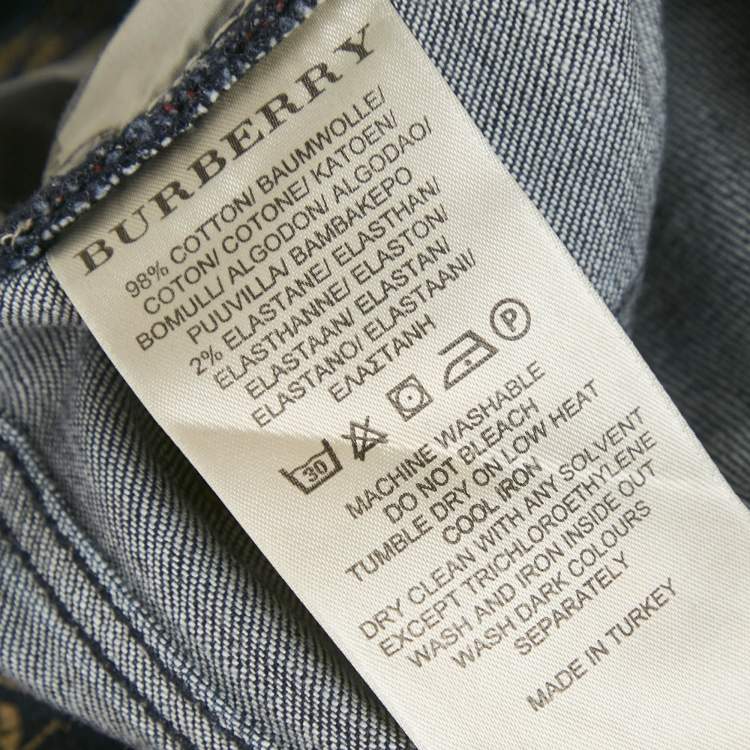 BURBERRY
98% COTTON/ BAUMWOLLE/
COTON/ COTONE/ KATOEN/
BOMULL/ ALGODON/ ALGODAO/
PUUVILLA/ ΒΑΜΒΑΚΕΡΟ
2% ELASTANE/ ELASTHAN/
ELASTHANNE/ ELASTON/
ELASTAAN/ ELASTAN/
ELASTANO/ ELASTAANI/
ΕΛΑΣΤΑΝΗ
30
P
MACHINE WASHABLE
DO NOT BLEACH
TUMBLE DRY ON LOW HEAT
COOL IRON
DRY CLEAN WITH ANY SOLVENT
EXCEPT TRICHLOROETHYLENE
WASH AND IRON INSIDE OUT
WASH DARK COLOURS
SEPARATELY
MADE IN TURKEY